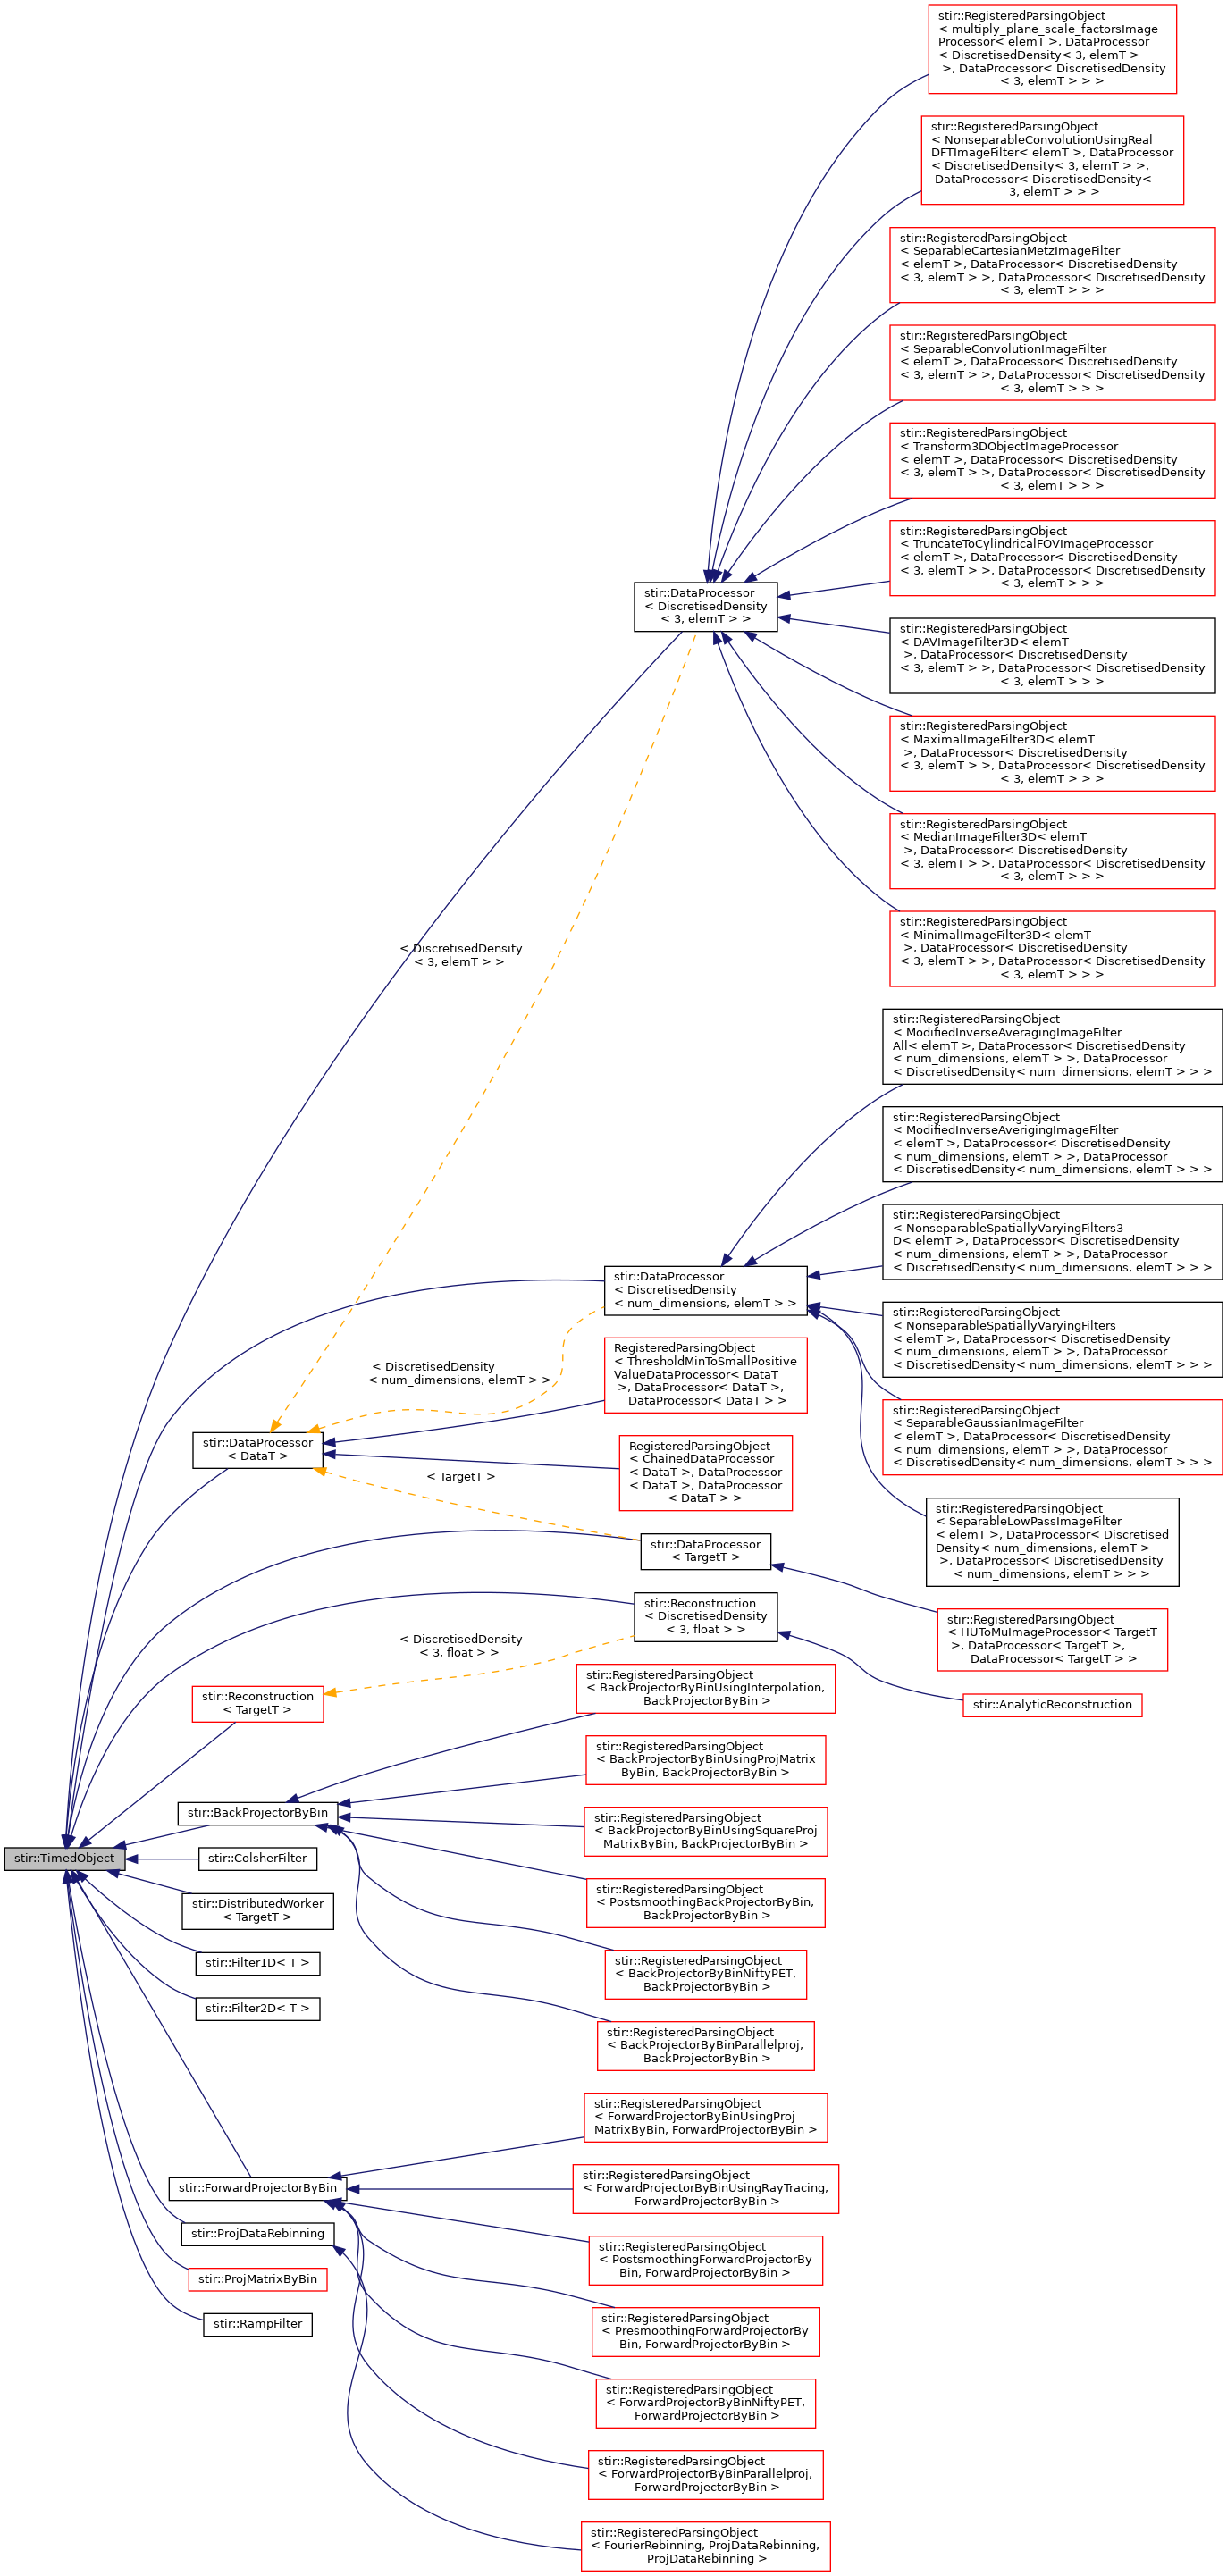 stir::RegisteredParsingObject
< multiply_plane_scale_factorsImage
Processor< elemT >, DataProcessor
< DiscretisedDensity< 3, elemT >
 >, DataProcessor< DiscretisedDensity
< 3, elemT > > >
stir::RegisteredParsingObject
< NonseparableConvolutionUsingReal
DFTImageFilter< elemT >, DataProcessor
< DiscretisedDensity< 3, elemT > >,
 DataProcessor< DiscretisedDensity<
 3, elemT > > >
stir::RegisteredParsingObject
< SeparableCartesianMetzImageFilter
< elemT >, DataProcessor< DiscretisedDensity
< 3, elemT > >, DataProcessor< DiscretisedDensity
< 3, elemT > > >
stir::RegisteredParsingObject
< SeparableConvolutionImageFilter
< elemT >, DataProcessor< DiscretisedDensity
< 3, elemT > >, DataProcessor< DiscretisedDensity
< 3, elemT > > >
stir::RegisteredParsingObject
< Transform3DObjectImageProcessor
< elemT >, DataProcessor< DiscretisedDensity
< 3, elemT > >, DataProcessor< DiscretisedDensity
< 3, elemT > > >
stir::RegisteredParsingObject
< TruncateToCylindricalFOVImageProcessor
< elemT >, DataProcessor< DiscretisedDensity
< 3, elemT > >, DataProcessor< DiscretisedDensity
< 3, elemT > > >
stir::DataProcessor
< DiscretisedDensity
< 3, elemT > >
stir::RegisteredParsingObject
< DAVImageFilter3D< elemT
 >, DataProcessor< DiscretisedDensity
< 3, elemT > >, DataProcessor< DiscretisedDensity
< 3, elemT > > >
stir::RegisteredParsingObject
< MaximalImageFilter3D< elemT
 >, DataProcessor< DiscretisedDensity
< 3, elemT > >, DataProcessor< DiscretisedDensity
< 3, elemT > > >
stir::RegisteredParsingObject
< MedianImageFilter3D< elemT
 >, DataProcessor< DiscretisedDensity
< 3, elemT > >, DataProcessor< DiscretisedDensity
< 3, elemT > > >
stir::RegisteredParsingObject
< MinimalImageFilter3D< elemT
 >, DataProcessor< DiscretisedDensity
< 3, elemT > >, DataProcessor< DiscretisedDensity
< 3, elemT > > >
< DiscretisedDensity
< 3, elemT > >
stir::RegisteredParsingObject
< ModifiedInverseAveragingImageFilter
All< elemT >, DataProcessor< DiscretisedDensity
< num_dimensions, elemT > >, DataProcessor
< DiscretisedDensity< num_dimensions, elemT > > >
stir::RegisteredParsingObject
< ModifiedInverseAverigingImageFilter
< elemT >, DataProcessor< DiscretisedDensity
< num_dimensions, elemT > >, DataProcessor
< DiscretisedDensity< num_dimensions, elemT > > >
stir::RegisteredParsingObject
< NonseparableSpatiallyVaryingFilters3
D< elemT >, DataProcessor< DiscretisedDensity
< num_dimensions, elemT > >, DataProcessor
< DiscretisedDensity< num_dimensions, elemT > > >
stir::DataProcessor
< DiscretisedDensity
< num_dimensions, elemT > >
stir::RegisteredParsingObject
< NonseparableSpatiallyVaryingFilters
< elemT >, DataProcessor< DiscretisedDensity
< num_dimensions, elemT > >, DataProcessor
< DiscretisedDensity< num_dimensions, elemT > > >
RegisteredParsingObject
< ThresholdMinToSmallPositive
ValueDataProcessor< DataT
 >, DataProcessor< DataT >,
 DataProcessor< DataT > >
< DiscretisedDensity
< num_dimensions, elemT > >
stir::RegisteredParsingObject
< SeparableGaussianImageFilter
< elemT >, DataProcessor< DiscretisedDensity
< num_dimensions, elemT > >, DataProcessor
< DiscretisedDensity< num_dimensions, elemT > > >
stir::DataProcessor
< DataT >
RegisteredParsingObject
< ChainedDataProcessor
< DataT >, DataProcessor
< DataT >, DataProcessor
< DataT > >
< TargetT >
stir::RegisteredParsingObject
< SeparableLowPassImageFilter
< elemT >, DataProcessor< Discretised
Density< num_dimensions, elemT >
 >, DataProcessor< DiscretisedDensity
< num_dimensions, elemT > > >
stir::DataProcessor
< TargetT >
stir::Reconstruction
< DiscretisedDensity
< 3, float > >
stir::RegisteredParsingObject
< HUToMuImageProcessor< TargetT
 >, DataProcessor< TargetT >,
 DataProcessor< TargetT > >
< DiscretisedDensity
< 3, float > >
stir::Reconstruction
< TargetT >
stir::AnalyticReconstruction
stir::RegisteredParsingObject
< BackProjectorByBinUsingInterpolation,
 BackProjectorByBin >
stir::RegisteredParsingObject
< BackProjectorByBinUsingProjMatrix
ByBin, BackProjectorByBin >
stir::BackProjectorByBin
stir::RegisteredParsingObject
< BackProjectorByBinUsingSquareProj
MatrixByBin, BackProjectorByBin >
stir::TimedObject
stir::ColsherFilter
stir::RegisteredParsingObject
< PostsmoothingBackProjectorByBin,
 BackProjectorByBin >
stir::DistributedWorker
< TargetT >
stir::Filter1D< T >
stir::RegisteredParsingObject
< BackProjectorByBinNiftyPET,
 BackProjectorByBin >
stir::Filter2D< T >
stir::RegisteredParsingObject
< BackProjectorByBinParallelproj,
 BackProjectorByBin >
stir::RegisteredParsingObject
< ForwardProjectorByBinUsingProj
MatrixByBin, ForwardProjectorByBin >
stir::ForwardProjectorByBin
stir::RegisteredParsingObject
< ForwardProjectorByBinUsingRayTracing,
 ForwardProjectorByBin >
stir::ProjDataRebinning
stir::RegisteredParsingObject
< PostsmoothingForwardProjectorBy
Bin, ForwardProjectorByBin >
stir::ProjMatrixByBin
stir::RampFilter
stir::RegisteredParsingObject
< PresmoothingForwardProjectorBy
Bin, ForwardProjectorByBin >
stir::RegisteredParsingObject
< ForwardProjectorByBinNiftyPET,
 ForwardProjectorByBin >
stir::RegisteredParsingObject
< ForwardProjectorByBinParallelproj,
 ForwardProjectorByBin >
stir::RegisteredParsingObject
< FourierRebinning, ProjDataRebinning,
 ProjDataRebinning >